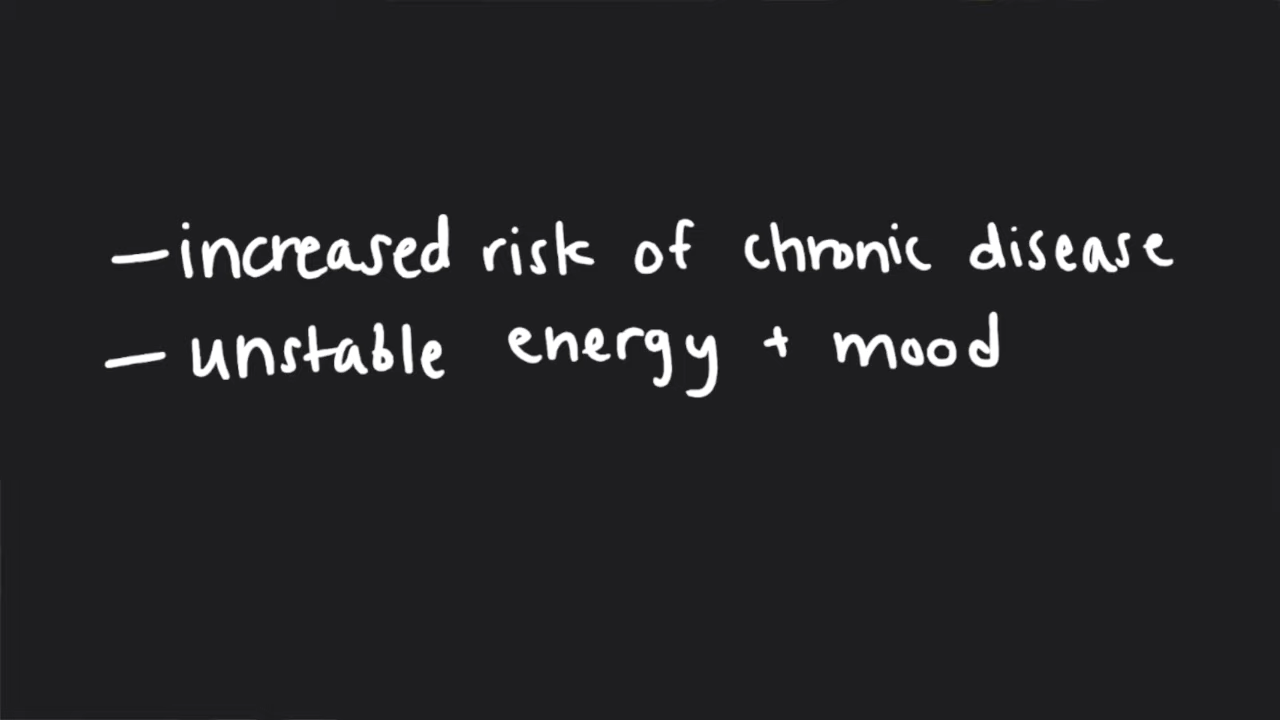 — increased risk of chronic disease
— unstable energy + mood